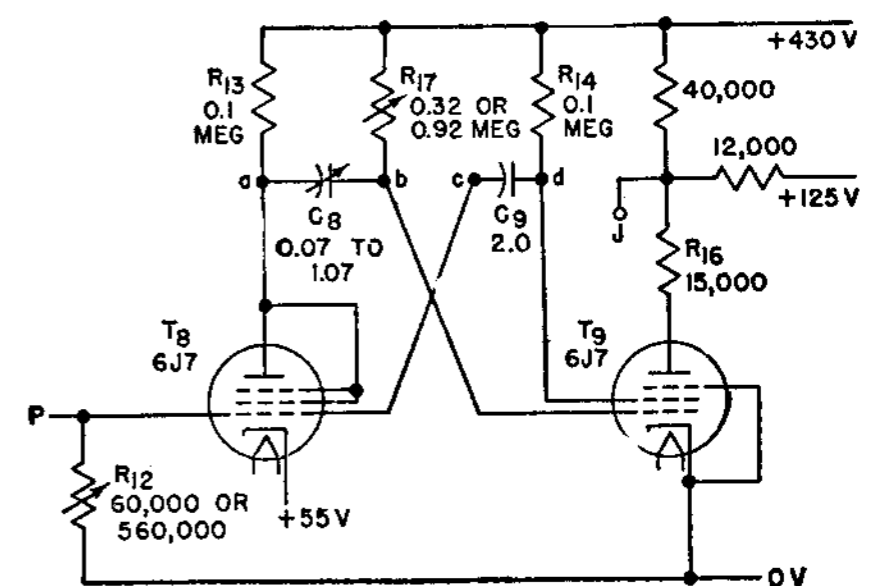 +430 V
R13
0.1
MEG
R17
0.32 OR
0.92 MEG
R14
0.1
MEG
40,000
12,000
+125 V
a
b
c
d
C8
0.07 TO
1.07
C9
2.0
J
R16
15,000
T8
6J7
T9
6J7
P
R12
60,000 OR
560,000
+55 V
0 V